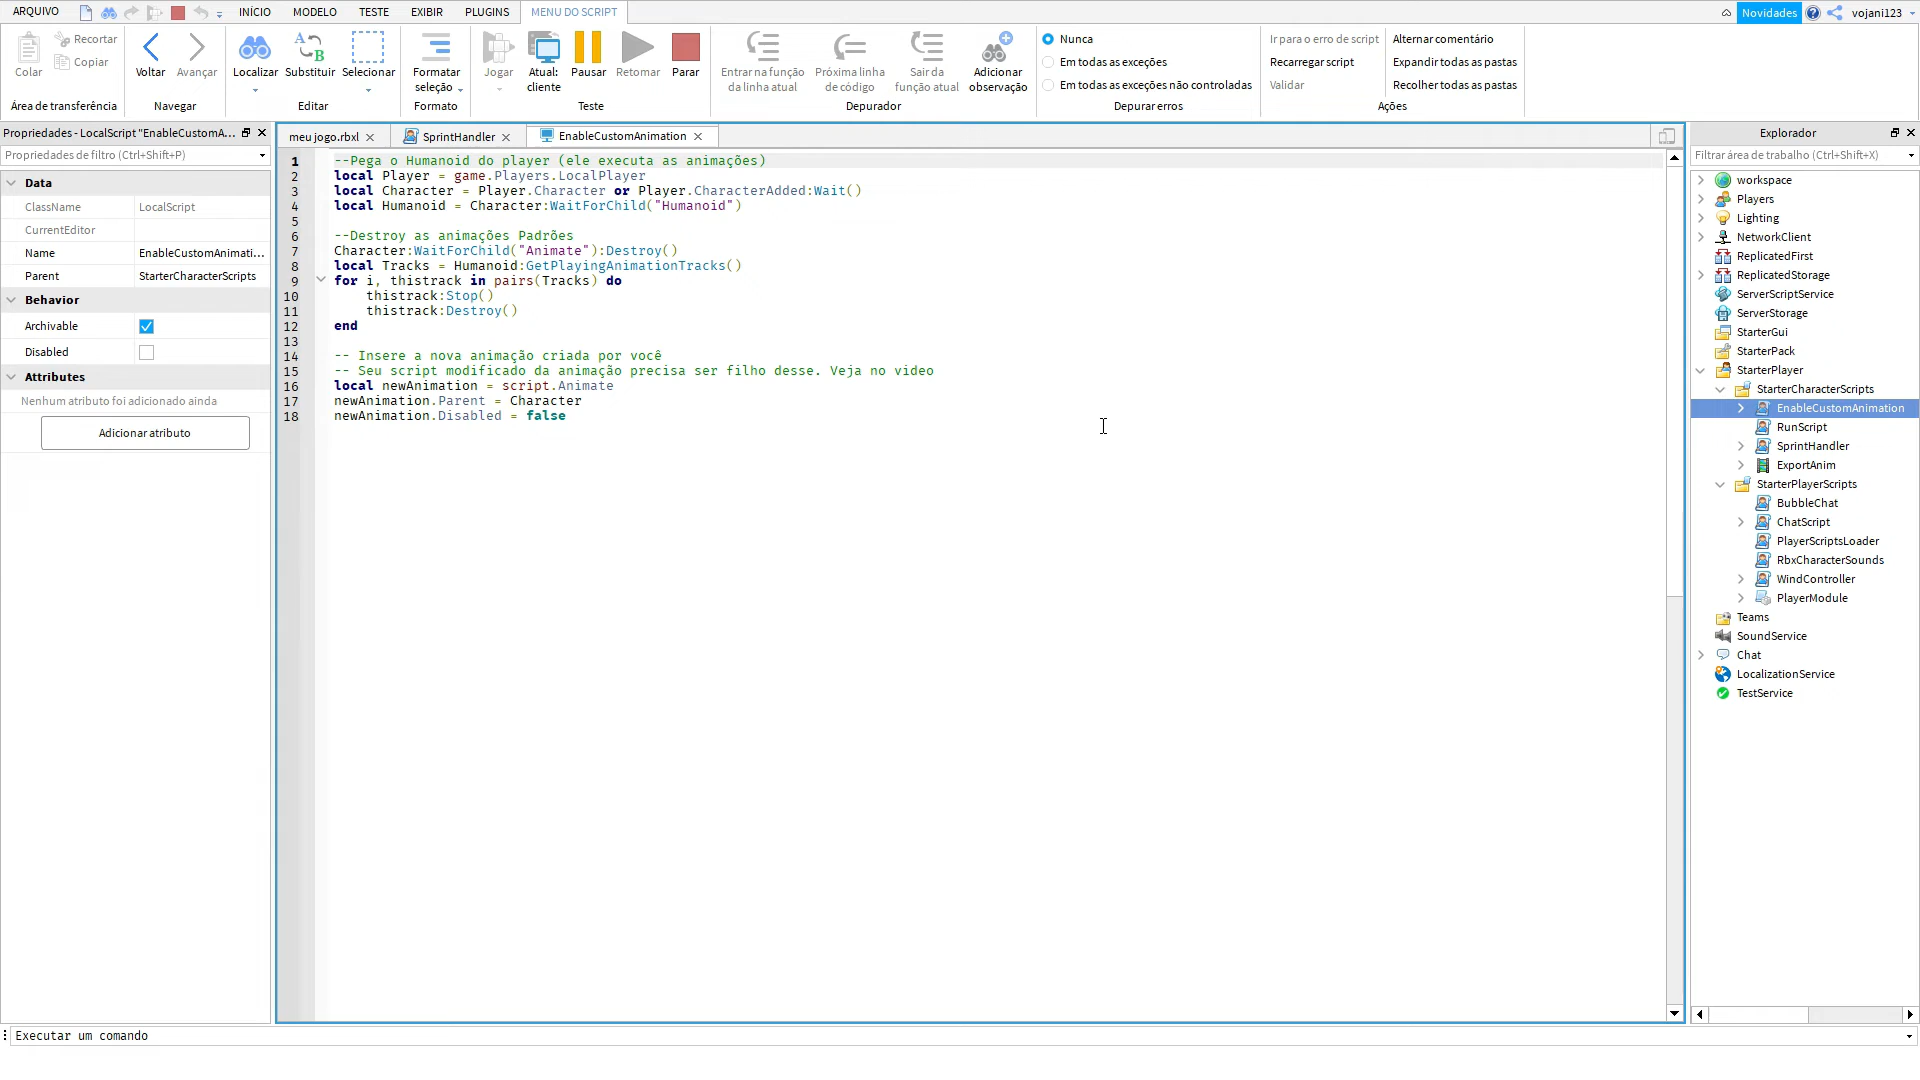 ARQUIVO
INÍCIO
MODELO
TESTE
EXIBIR
PLUGINS
MENU DO SCRIPT
Novidades
vojani123
Colar
Recortar
Copiar
Área de transferência
Voltar
Avançar
Navegar
Localizar
Substituir
Selecionar
Editar
Formatar seleção
Formato
Jogar
Atual: cliente
Pausar
Retomar
Parar
Teste
Entrar na função da linha atual
Próxima linha de código
Sair da função atual
Adicionar observação
Depurador
Nunca
Em todas as exceções
Em todas as exceções não controladas
Depurar erros
Ir para o erro de script
Recarregar script
Validar
Alternar comentário
Expandir todas as pastas
Recolher todas as pastas
Ações
Propriedades - LocalScript "EnableCustomA...
Propriedades de filtro (Ctrl+Shift+P)
Data
ClassName LocalScript
CurrentEditor
Name EnableCustomAnimati...
Parent StarterCharacterScripts
Behavior
Archivable
Disabled
Attributes
Nenhum atributo foi adicionado ainda
Adicionar atributo
meu jogo.rbxl
SprintHandler
EnableCustomAnimation
1 --Pega o Humanoid do player (ele executa as animações)
2 local Player = game.Players.LocalPlayer
3 local Character = Player.Character or Player.CharacterAdded:Wait()
4 local Humanoid = Character:WaitForChild("Humanoid")
5
6 --Destroy as animações Padrões
7 Character:WaitForChild("Animate"):Destroy()
8 local Tracks = Humanoid:GetPlayingAnimationTracks()
9 for i, thistrack in pairs(Tracks) do
10 thistrack:Stop()
11 thistrack:Destroy()
12 end
13
14 -- Insere a nova animação criada por você
15 -- Seu script modificado da animação precisa ser filho desse. Veja no video
16 local newAnimation = script.Animate
17 newAnimation.Parent = Character
18 newAnimation.Disabled = false
Explorador
Filtrar área de trabalho (Ctrl+Shift+X)
workspace
Players
Lighting
NetworkClient
ReplicatedFirst
ReplicatedStorage
ServerScriptService
ServerStorage
StarterGui
StarterPack
StarterPlayer
StarterCharacterScripts
EnableCustomAnimation
RunScript
SprintHandler
ExportAnim
StarterPlayerScripts
BubbleChat
ChatScript
PlayerScriptsLoader
RbxCharacterSounds
WindController
PlayerModule
Teams
SoundService
Chat
LocalizationService
TestService
Executar um comando